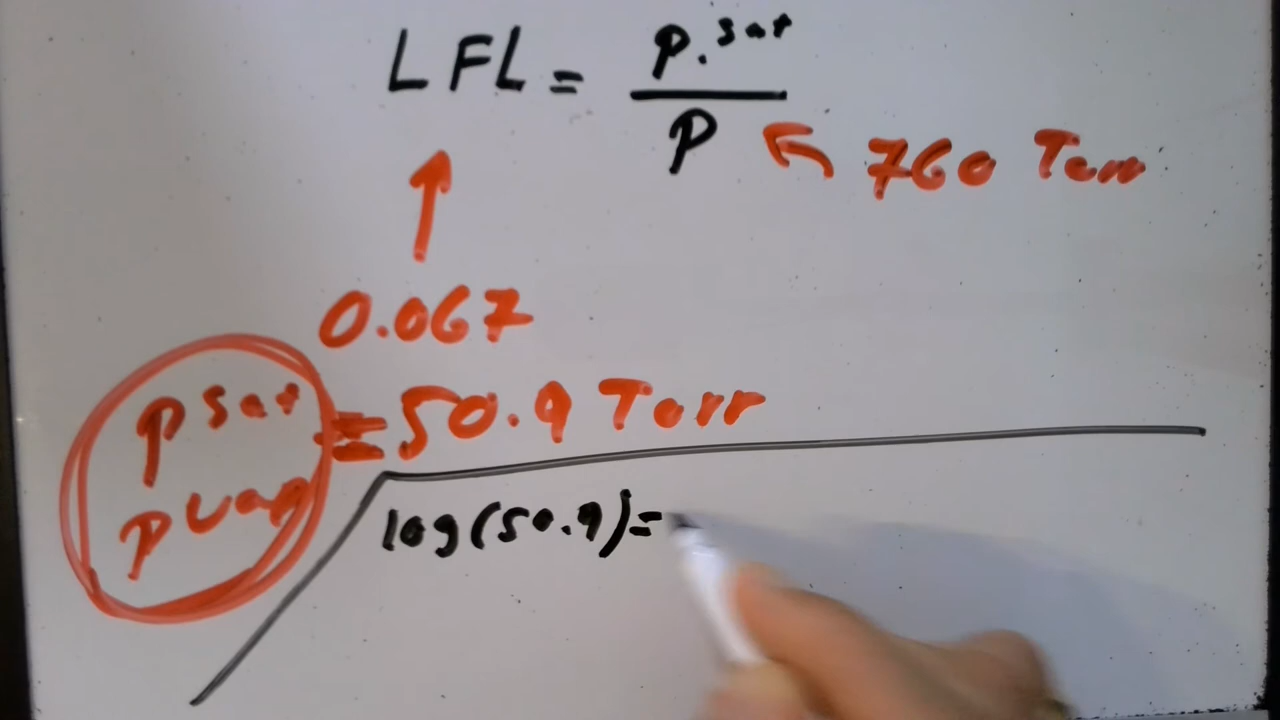 LFL = p.sat / P
760 Torr
0.067
psat = 50.9 Torr
pvap
log(50.9)=